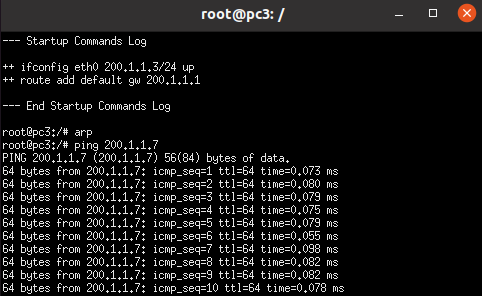 root@pc3: /
--- Startup Commands Log
++ ifconfig eth0 200.1.1.3/24 up
++ route add default gw 200.1.1.1
--- End Startup Commands Log
root@pc3:/# arp
root@pc3:/# ping 200.1.1.7
PING 200.1.1.7 (200.1.1.7) 56(84) bytes of data.
64 bytes from 200.1.1.7: icmp_seq=1 ttl=64 time=0.073 ms
64 bytes from 200.1.1.7: icmp_seq=2 ttl=64 time=0.080 ms
64 bytes from 200.1.1.7: icmp_seq=3 ttl=64 time=0.079 ms
64 bytes from 200.1.1.7: icmp_seq=4 ttl=64 time=0.075 ms
64 bytes from 200.1.1.7: icmp_seq=5 ttl=64 time=0.079 ms
64 bytes from 200.1.1.7: icmp_seq=6 ttl=64 time=0.055 ms
64 bytes from 200.1.1.7: icmp_seq=7 ttl=64 time=0.098 ms
64 bytes from 200.1.1.7: icmp_seq=8 ttl=64 time=0.082 ms
64 bytes from 200.1.1.7: icmp_seq=9 ttl=64 time=0.082 ms
64 bytes from 200.1.1.7: icmp_seq=10 ttl=64 time=0.078 ms